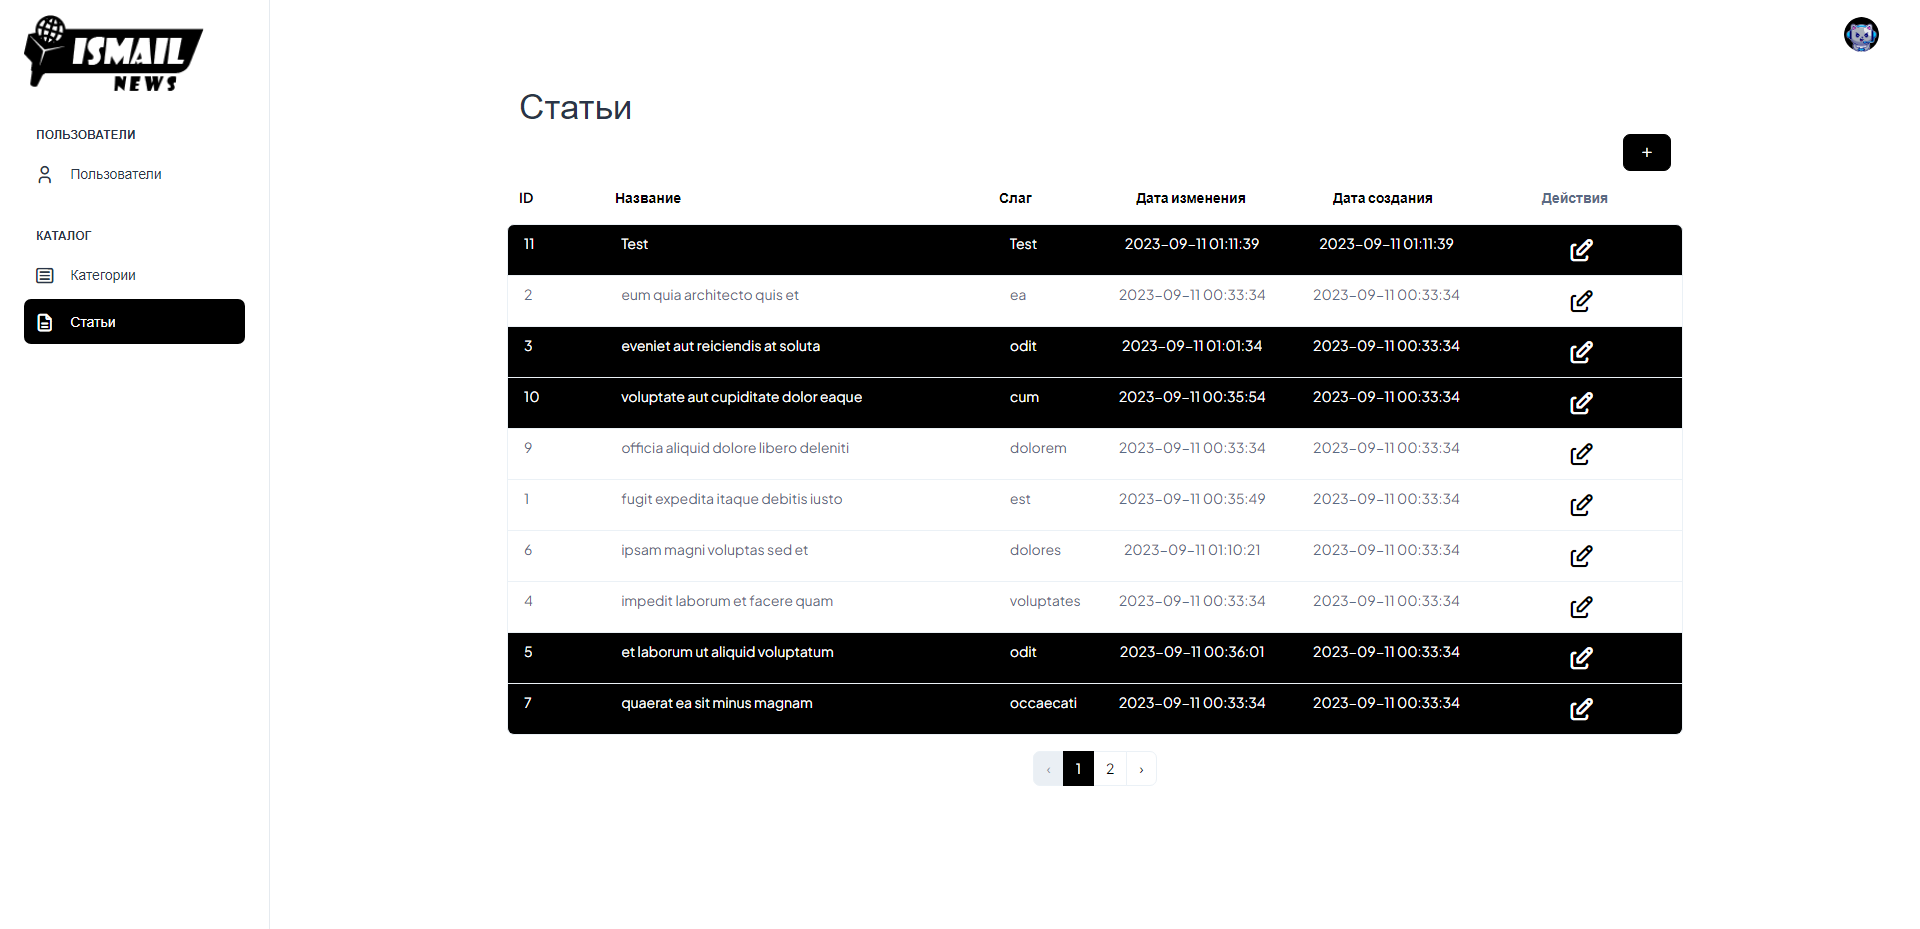 ISMAIL
NEWS
ПОЛЬЗОВАТЕЛИ
Пользователи
КАТАЛОГ
Категории
Статьи
Статьи
+
ID Название Слаг Дата изменения Дата создания Действия
11 Test Test 2023-09-11 01:11:39 2023-09-11 01:11:39
2 eum quia architecto quis et ea 2023-09-11 00:33:34 2023-09-11 00:33:34
3 eveniet aut reiciendis at soluta odit 2023-09-11 01:01:34 2023-09-11 00:33:34
10 voluptate aut cupiditate dolor eaque cum 2023-09-11 00:35:54 2023-09-11 00:33:34
9 officia aliquid dolore libero deleniti dolorem 2023-09-11 00:33:34 2023-09-11 00:33:34
1 fugit expedita itaque debitis iusto est 2023-09-11 00:35:49 2023-09-11 00:33:34
6 ipsam magni voluptas sed et dolores 2023-09-11 01:10:21 2023-09-11 00:33:34
4 impedit laborum et facere quam voluptates 2023-09-11 00:33:34 2023-09-11 00:33:34
5 et laborum ut aliquid voluptatum odit 2023-09-11 00:36:01 2023-09-11 00:33:34
7 quaerat ea sit minus magnam occaecati 2023-09-11 00:33:34 2023-09-11 00:33:34
‹ 1 2 ›